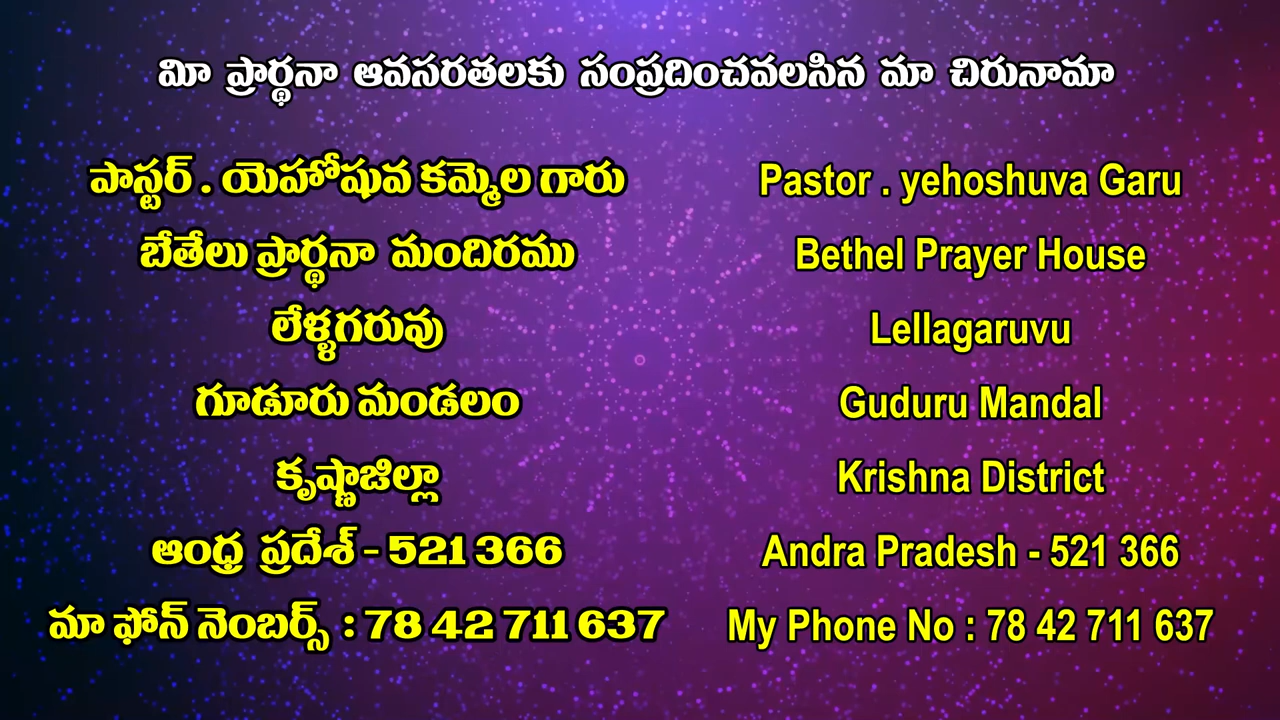 మీ ప్రార్థనా ఆవసరతలకు సంప్రదించవలసిన మా చిరునామా
పాస్టర్ . యెహోషువ కమ్మెల గారు
బేతేలు ప్రార్థనా మందిరము
లేళ్ళగరువు
గూడూరు మండలం
కృష్ణాజిల్లా
ఆంధ్ర ప్రదేశ్ - 521 366
మా ఫోన్ నెంబర్స్ : 78 42 711 637
Pastor . yehoshuva Garu
Bethel Prayer House
Lellagaruvu
Guduru Mandal
Krishna District
Andra Pradesh - 521 366
My Phone No : 78 42 711 637